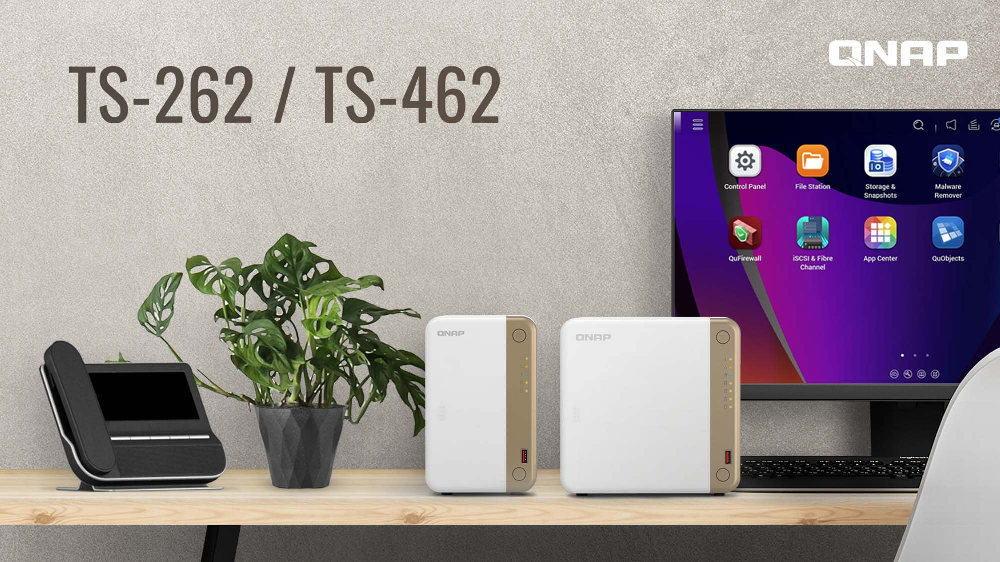 QNAP
TS-262 / TS-462
Control Panel
File Station
Storage &
Snapshots
Malware
Remover
QuFirewall
iSCSI & Fibre
Channel
App Center
QuObjects
QNAP
QNAP